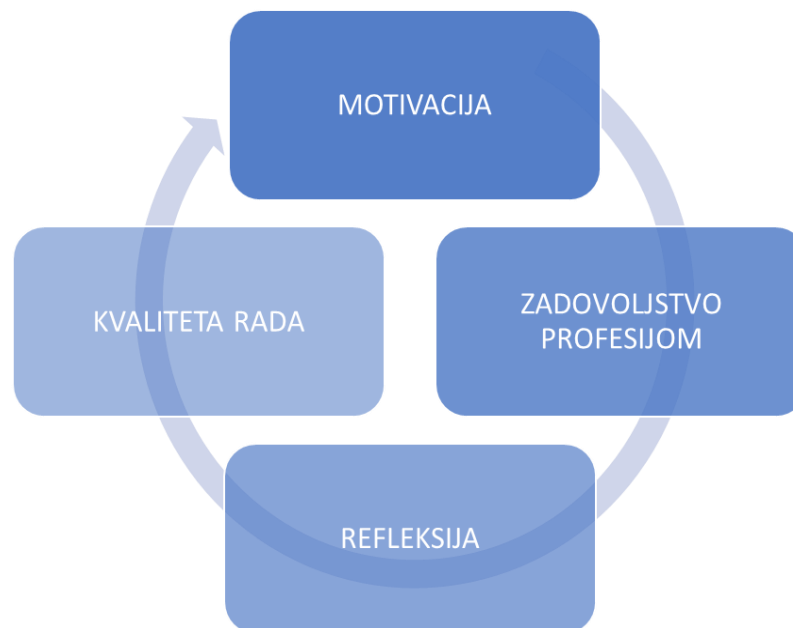 MOTIVACIJA
ZADOVOLJSTVO
PROFESIJOM
REFLEKSIJA
KVALITETA RADA